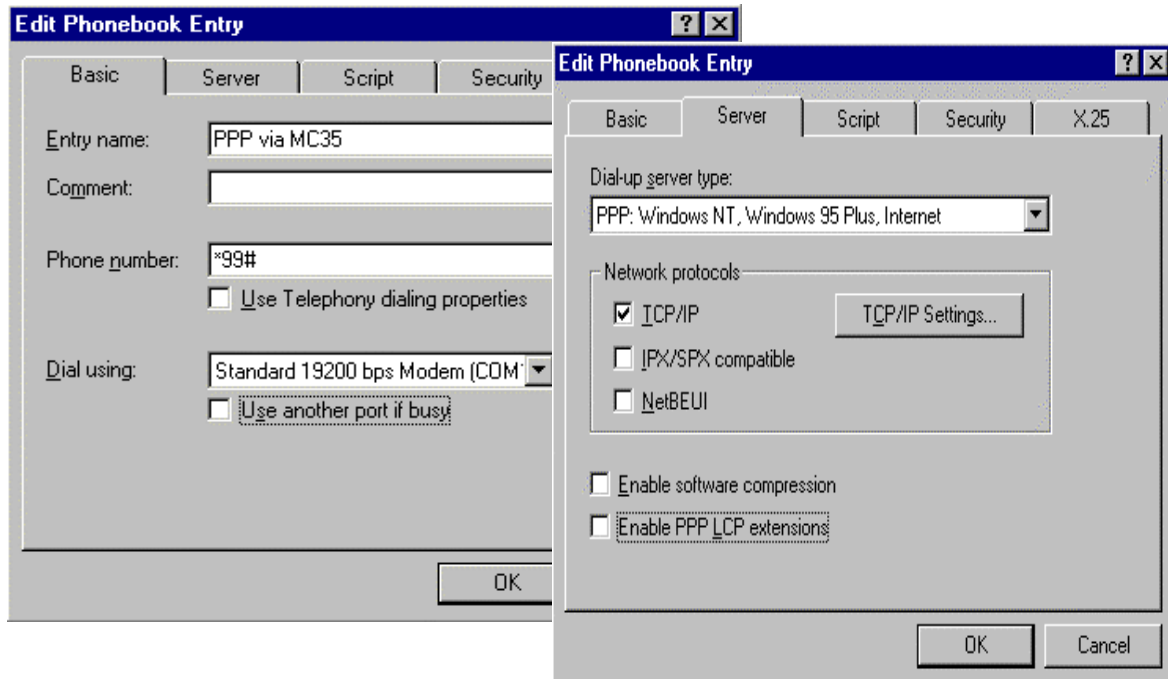 Edit Phonebook Entry
Basic Server Script Security
Entry name: PPP via MC35
Comment:
Phone number: *99#
Use Telephony dialing properties
Dial using: Standard 19200 bps Modem (COM1
Use another port if busy
OK
Edit Phonebook Entry
Basic Server Script Security X.25
Dial-up server type:
PPP: Windows NT, Windows 95 Plus, Internet
Network protocols
TCP/IP TCP/IP Settings...
IPX/SPX compatible
NetBEUI
Enable software compression
Enable PPP LCP extensions
OK Cancel